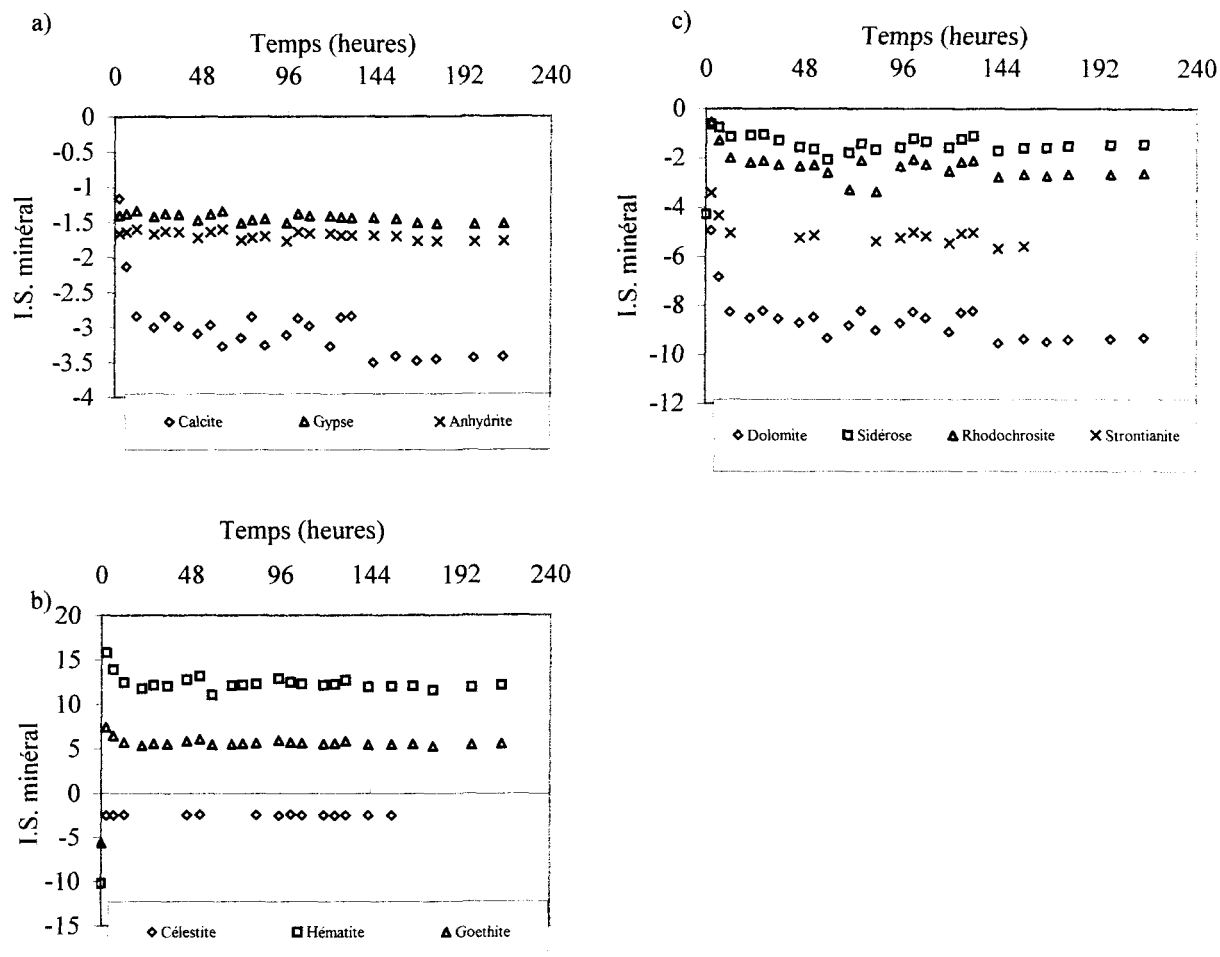 a)
Temps (heures)
0 48 96 144 192 240
0
-0.5
-1
-1.5
-2
-2.5
-3
-3.5
-4
I.S. minéral
Calcite Gypse Anhydrite
c)
Temps (heures)
0 48 96 144 192 240
0
-2
-4
-6
-8
-10
-12
I.S. minéral
Dolomite Sidérose Rhodochrosite Strontianite
b)
Temps (heures)
0 48 96 144 192 240
20
15
10
5
0
-5
-10
-15
I.S. minéral
Célestite Hématite Goethite